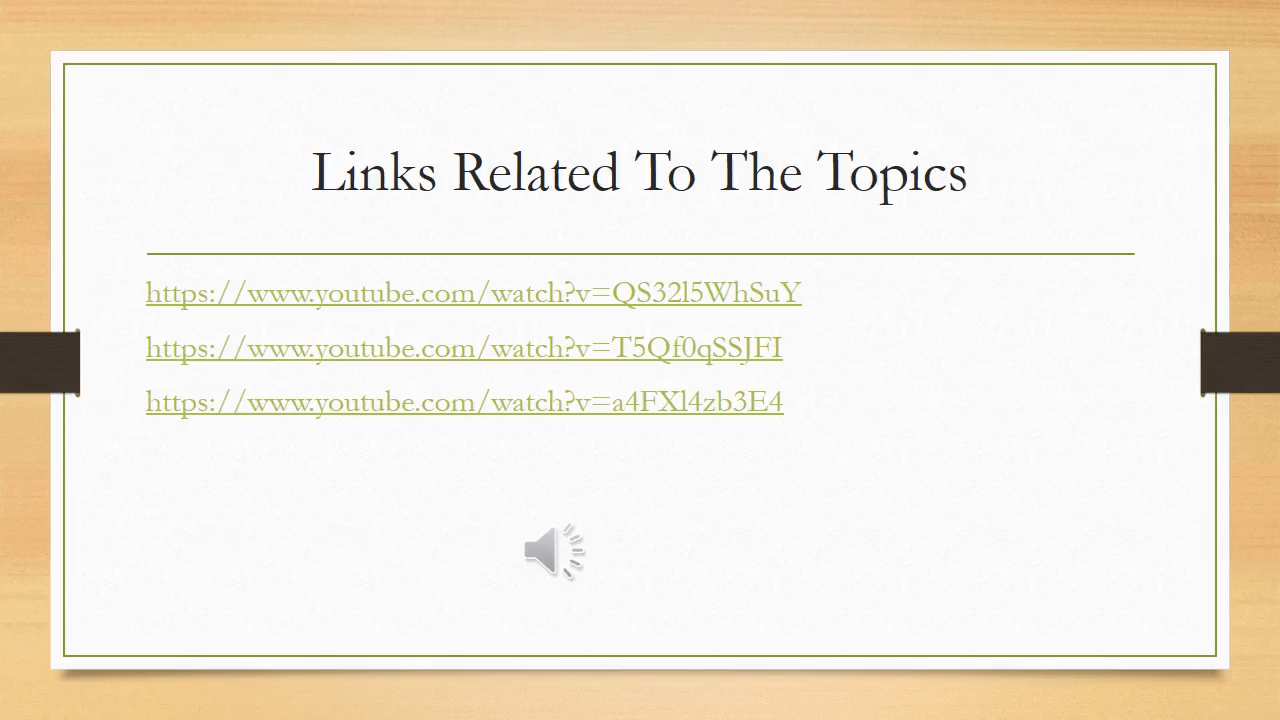 Links Related To The Topics
https://www.youtube.com/watch?v=QS32l5WhSuY
https://www.youtube.com/watch?v=T5Qf0qSSJFI
https://www.youtube.com/watch?v=a4FXl4zb3E4